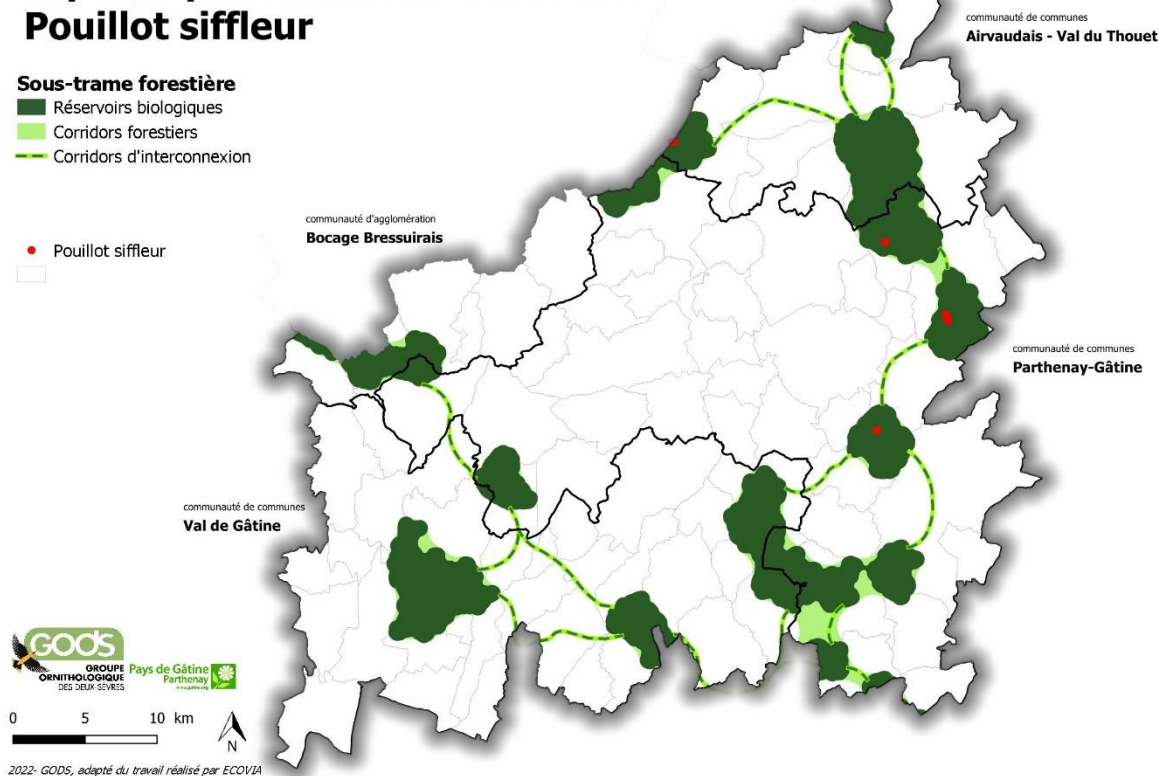 Pouillot siffleur
Sous-trame forestière
Réservoirs biologiques
Corridors forestiers
Corridors d'interconnexion
Pouillot siffleur
communauté de communes
Airvaudais - Val du Thouet
communauté d'agglomération
Bocage Bressuirais
communauté de communes
Parthenay-Gâtine
communauté de communes
Val de Gâtine
GODS
GROUPE
ORNITHOLOGIQUE
DES DEUX-SÈVRES
Pays de Gâtine
Parthenay
www.gatine.org
0 5 10 km
N
2022- GODS, adapté du travail réalisé par ECOVIA